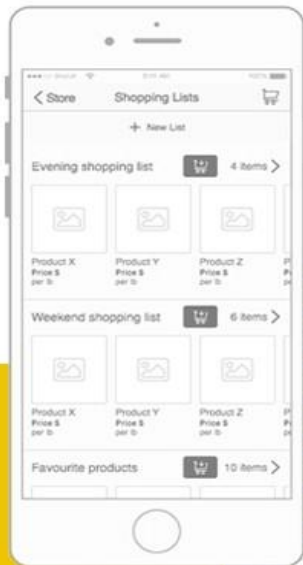 < Store Shopping Lists
+ New List
Evening shopping list 4 items >
Product X Product Y Product Z P
Price $ Price $ Price $
per lb per lb per lb
Weekend shopping list 6 items >
Product X Product Y Product Z P
Price $ Price $ Price $
per lb per lb per lb
Favourite products 10 items >